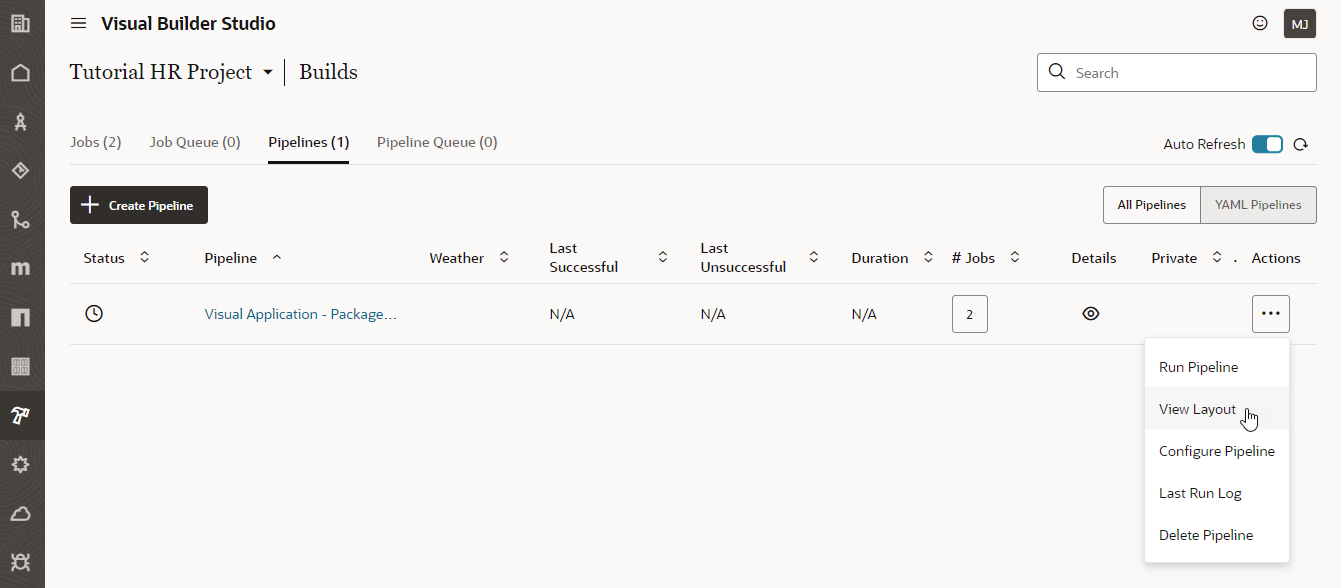 Visual Builder Studio
MJ
Tutorial HR Project
Builds
Search
Jobs (2)
Job Queue (0)
Pipelines (1)
Pipeline Queue (0)
Auto Refresh
Create Pipeline
All Pipelines
YAML Pipelines
Status
Pipeline
Weather
Last
Successful
Last
Unsuccessful
Duration
# Jobs
Details
Private
.
Actions
Visual Application - Package...
N/A
N/A
N/A
2
Run Pipeline
View Layout
Configure Pipeline
Last Run Log
Delete Pipeline
m